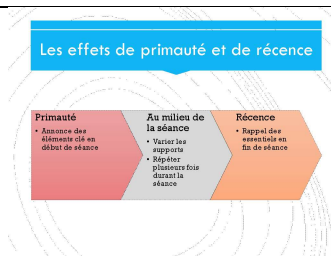 Les effets de primauté et de récence
Primauté
• Annonce des
éléments clé en
début de séance
Au milieu de
la séance
• Varier les
supports
• Répéter
plusieurs fois
durant la
séance
Récence
• Rappel des
essentiels en
fin de séance